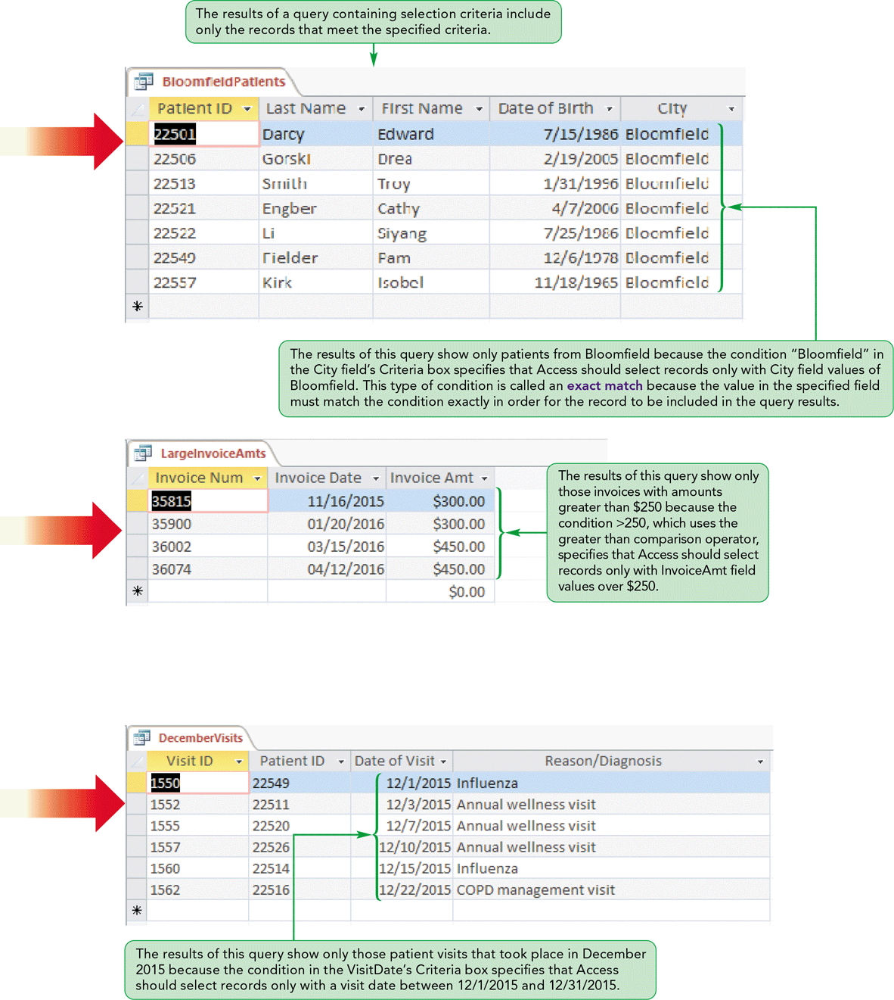 The results of a query containing selection criteria include
only the records that meet the specified criteria.
BloomfieldPatients
Patient ID Last Name First Name Date of Birth City
22501 Darcy Edward 7/15/1986 Bloomfield
22506 Gorski Drea 2/19/2005 Bloomfield
22513 Smith Troy 1/31/1996 Bloomfield
22521 Engber Cathy 4/7/2006 Bloomfield
22522 Li Siyang 7/25/1986 Bloomfield
22549 Fielder Pam 12/6/1978 Bloomfield
22557 Kirk Isobel 11/18/1965 Bloomfield
The results of this query show only patients from Bloomfield because the condition "Bloomfield" in
the City field's Criteria box specifies that Access should select records only with City field values of
Bloomfield. This type of condition is called an exact match because the value in the specified field
must match the condition exactly in order for the record to be included in the query results.
LargeInvoiceAmts
Invoice Num Invoice Date Invoice Amt
35815 11/16/2015 $300.00
35900 01/20/2016 $300.00
36002 03/15/2016 $450.00
36074 04/12/2016 $450.00
$0.00
The results of this query show only
those invoices with amounts
greater than $250 because the
condition >250, which uses the
greater than comparison operator,
specifies that Access should select
records only with InvoiceAmt field
values over $250.
DecemberVisits
Visit ID Patient ID Date of Visit Reason/Diagnosis
1550 22549 12/1/2015 Influenza
1552 22511 12/3/2015 Annual wellness visit
1555 22520 12/7/2015 Annual wellness visit
1557 22526 12/10/2015 Annual wellness visit
1560 22514 12/15/2015 Influenza
1562 22516 12/22/2015 COPD management visit
The results of this query show only those patient visits that took place in December
2015 because the condition in the VisitDate's Criteria box specifies that Access
should select records only with a visit date between 12/1/2015 and 12/31/2015.